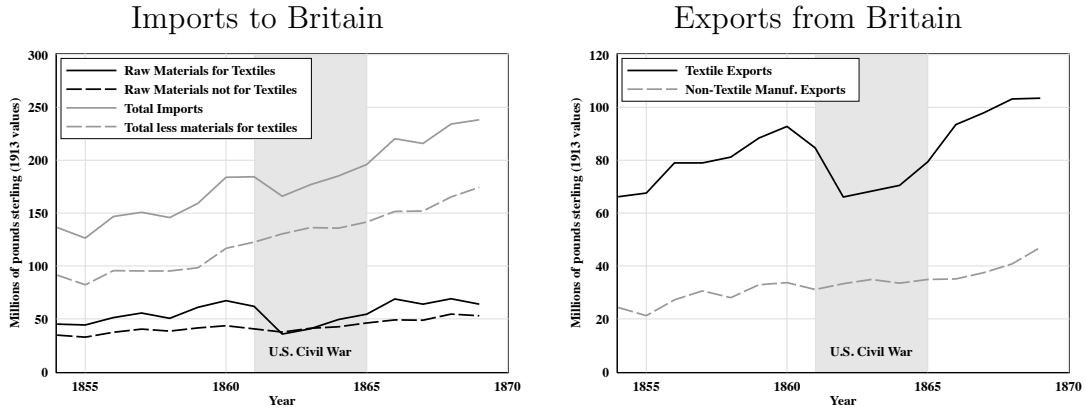 Imports to Britain
300
250
200
150
100
50
0
Millions of pounds sterling (1913 values)
Raw Materials for Textiles
Raw Materials not for Textiles
Total Imports
Total less materials for textiles
U.S. Civil War
1855 1860 1865 1870
Year
Exports from Britain
120
100
80
60
40
20
0
Millions of pounds sterling (1913 values)
Textile Exports
Non-Textile Manuf. Exports
U.S. Civil War
1855 1860 1865 1870
Year